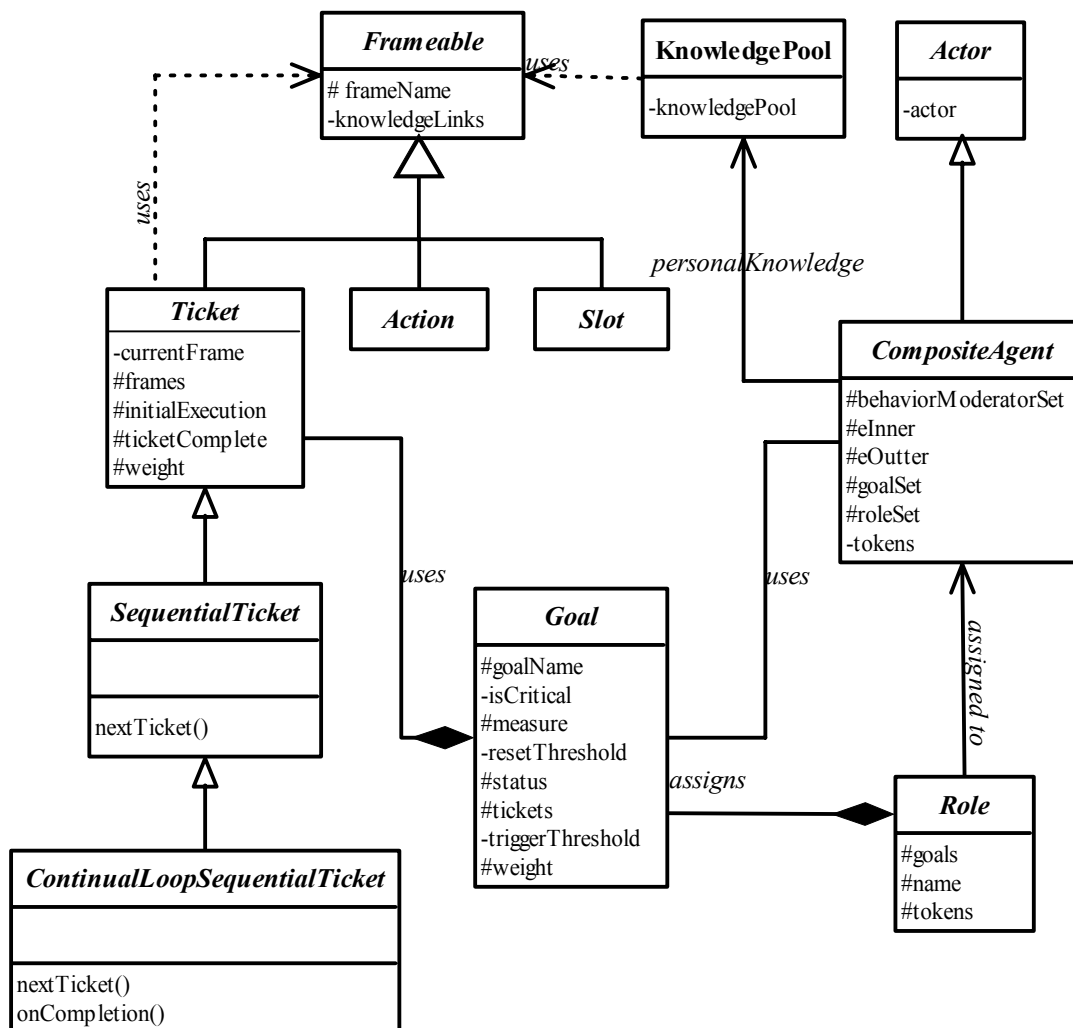 Frameable
# frameName
-knowledgeLinks
uses
KnowledgePool
-knowledgePool
Actor
-actor
uses
personalKnowledge
Ticket
-currentFrame
#frames
#initialExecution
#ticketComplete
#weight
Action
Slot
CompositeAgent
#behaviorModeratorSet
#eInner
#eOutter
#goalSet
#roleSet
-tokens
uses
uses
assigned to
SequentialTicket
nextTicket()
Goal
#goalName
-isCritical
#measure
-resetThreshold
#status
#tickets
-triggerThreshold
#weight
assigns
Role
#goals
#name
#tokens
ContinualLoopSequentialTicket
nextTicket()
onCompletion()